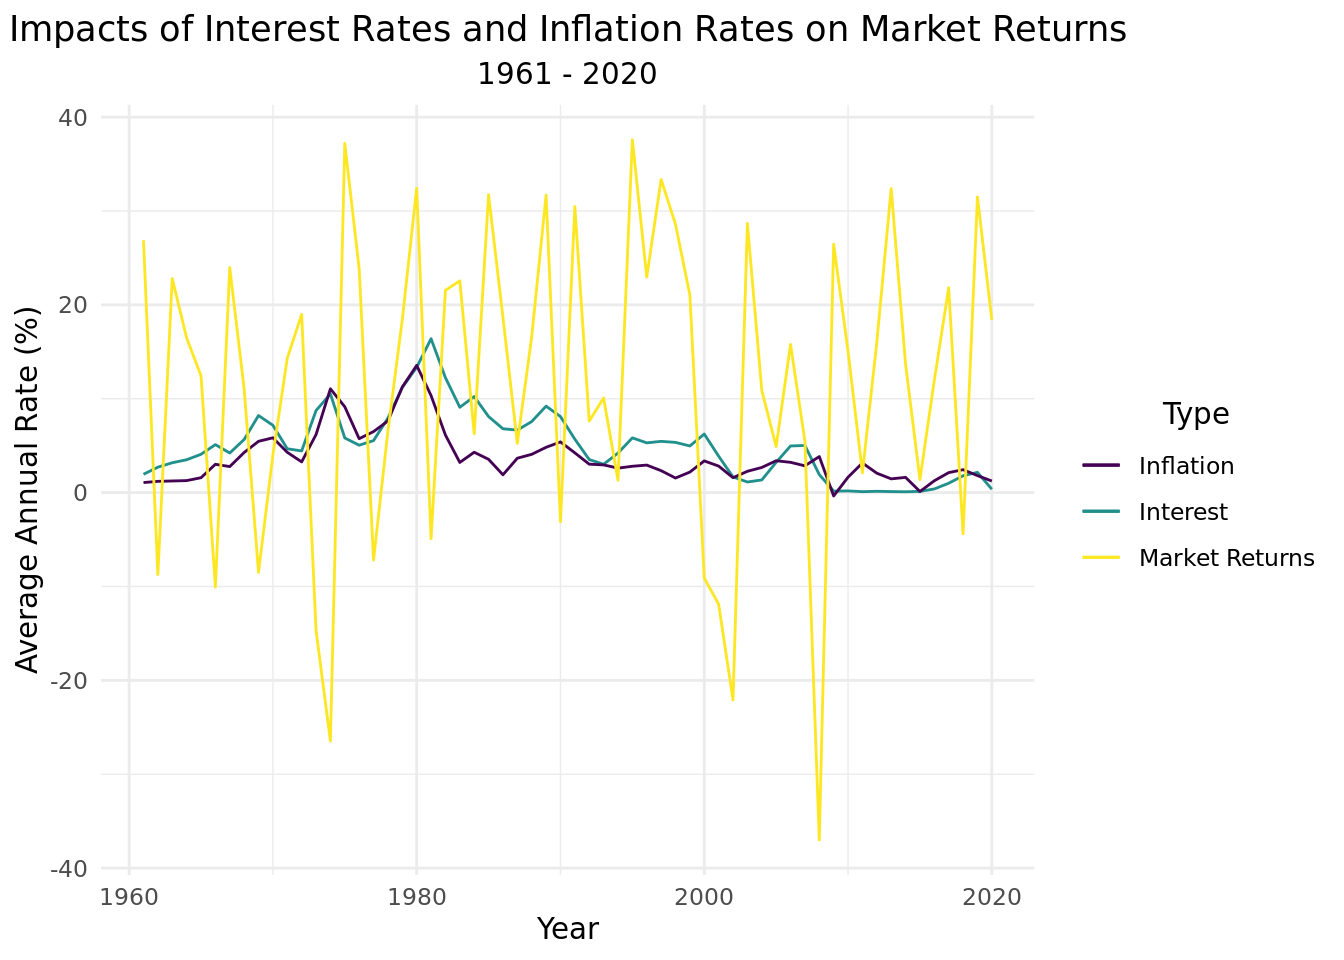 Impacts of Interest Rates and Inflation Rates on Market Returns
1961 - 2020
Average Annual Rate (%)
40
20
0
-20
-40
1960
1980
2000
2020
Year
Type
Inflation
Interest
Market Returns